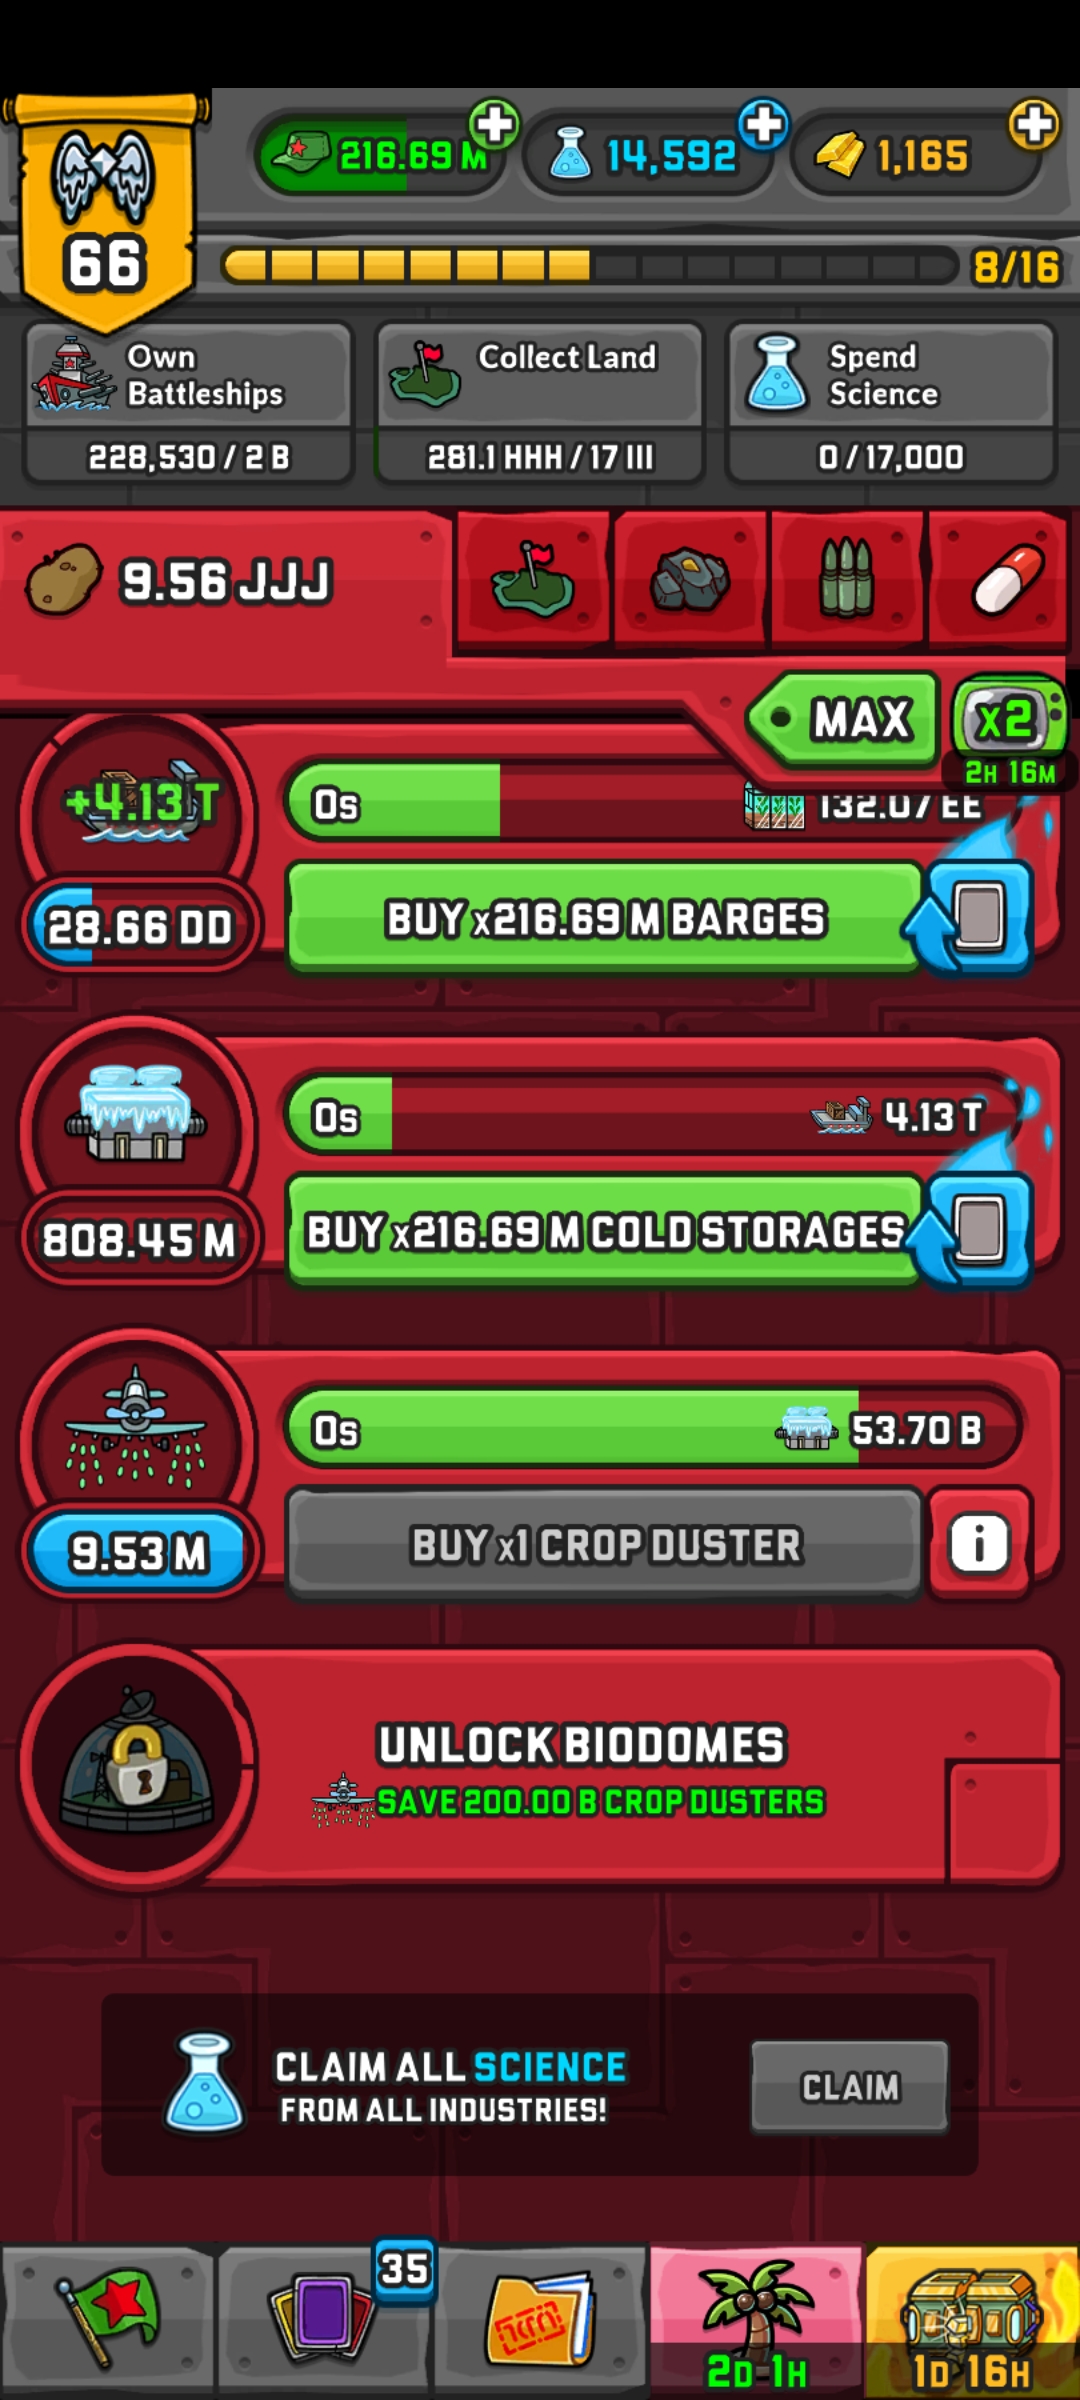 216.69 M
14,592
1,165
66
8/16
Own
Battleships
228,530 / 2 B
Collect Land
281.1 HHH / 17 III
Spend
Science
0 / 17,000
9.56 JJJ
MAX
x2
2H 16M
+4.13 T
0s
132.07 EE
28.66 DD
BUY x216.69 M BARGES
0s
4.13 T
808.45 M
BUY x216.69 M COLD STORAGES
0s
53.70 B
9.53 M
BUY x1 CROP DUSTER
i
UNLOCK BIODOMES
SAVE 200.00 B CROP DUSTERS
CLAIM ALL SCIENCE
FROM ALL INDUSTRIES!
CLAIM
35
2D 1H
1D 16H